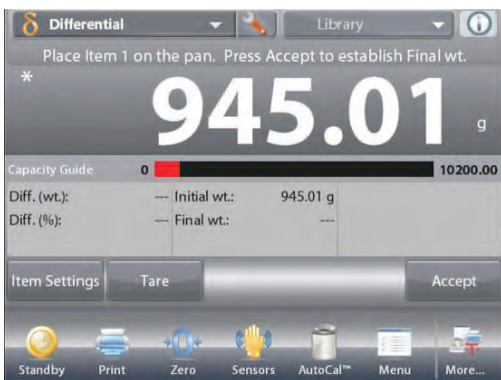 δ Differential Library
Place Item 1 on the pan. Press Accept to establish Final wt.
*
945.01 g
Capacity Guide 0 10200.00
Diff. (wt.): --- Initial wt.: 945.01 g
Diff. (%): --- Final wt.: ---
Item Settings Tare Accept
Standby Print Zero Sensors AutoCal™ Menu More...